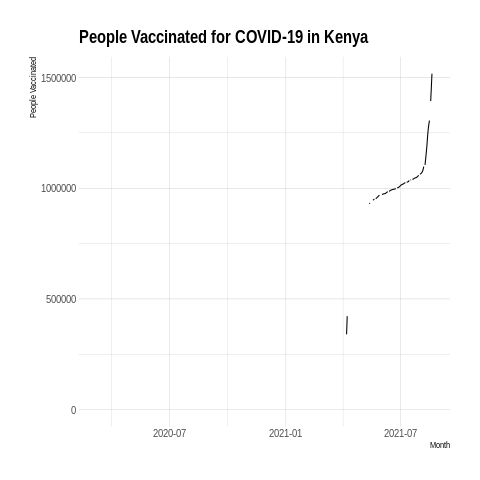 People Vaccinated for COVID-19 in Kenya
People Vaccinated
1500000
1000000
500000
0
2020-07 2021-01 2021-07
Month